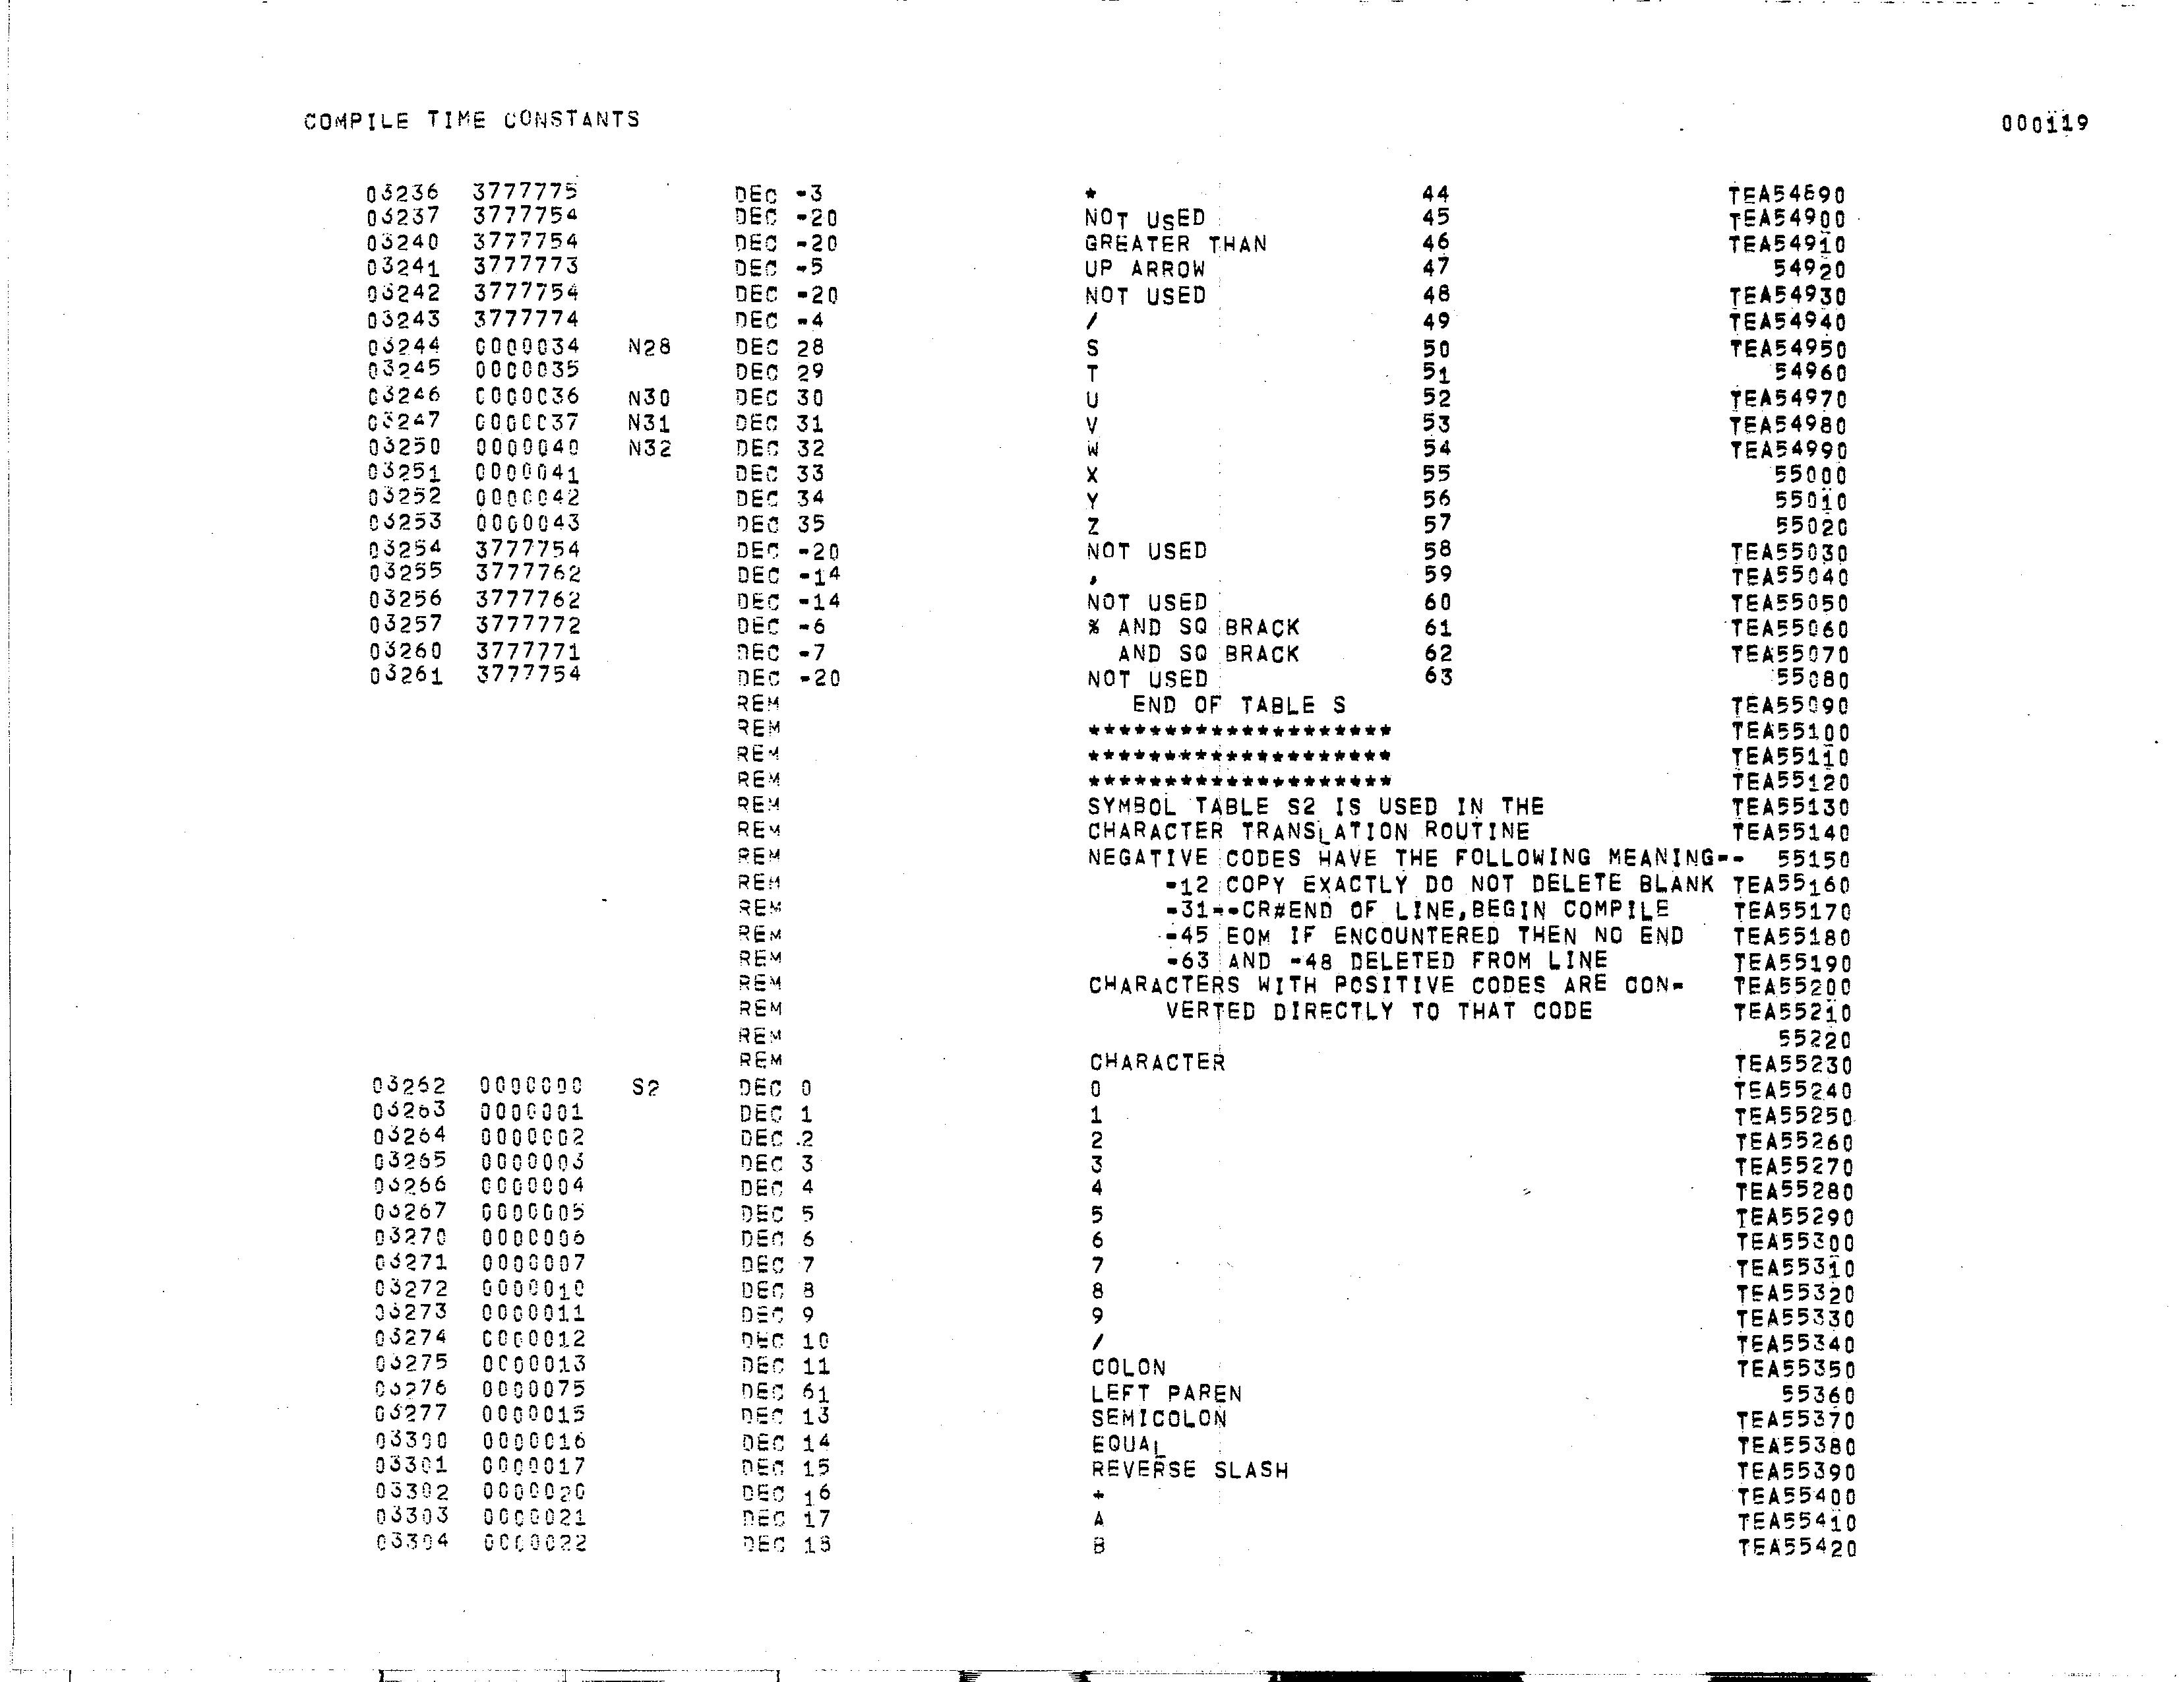 COMPILE TIME CONSTANTS 000119
03236 3777775 DEC -3 * 44 TEA54890
03237 3777754 DEC -20 NOT USED 45 TEA54900
03240 3777754 DEC -20 GREATER THAN 46 TEA54910
03241 3777773 DEC -5 UP ARROW 47 54920
03242 3777754 DEC -20 NOT USED 48 TEA54930
03243 3777774 DEC -4 / 49 TEA54940
03244 0000034 N28 DEC 28 S 50 TEA54950
03245 0000035 DEC 29 T 51 54960
03246 0000036 N30 DEC 30 U 52 TEA54970
03247 0000037 N31 DEC 31 V 53 TEA54980
03250 0000040 N32 DEC 32 W 54 TEA54990
03251 0000041 DEC 33 X 55 55000
03252 0000042 DEC 34 Y 56 55010
03253 0000043 DEC 35 Z 57 55020
03254 3777754 DEC -20 NOT USED 58 TEA55030
03255 3777762 DEC -14 , 59 TEA55040
03256 3777762 DEC -14 NOT USED 60 TEA55050
03257 3777772 DEC -6 % AND SQ BRACK 61 TEA55060
03260 3777771 DEC -7 AND SQ BRACK 62 TEA55070
03261 3777754 DEC -20 NOT USED 63 55080
REM END OF TABLE S TEA55090
REM ******************** TEA55100
REM ******************** TEA55110
REM ******************** TEA55120
REM SYMBOL TABLE S2 IS USED IN THE TEA55130
REM CHARACTER TRANSLATION ROUTINE TEA55140
REM NEGATIVE CODES HAVE THE FOLLOWING MEANING-- 55150
REM -12 COPY EXACTLY DO NOT DELETE BLANK TEA55160
REM -31--CR#END OF LINE,BEGIN COMPILE TEA55170
REM -45 EOM IF ENCOUNTERED THEN NO END TEA55180
REM -63 AND -48 DELETED FROM LINE TEA55190
REM CHARACTERS WITH POSITIVE CODES ARE CON- TEA55200
REM VERTED DIRECTLY TO THAT CODE TEA55210
REM 55220
REM CHARACTER TEA55230
03262 0000000 S2 DEC 0 0 TEA55240
03263 0000001 DEC 1 1 TEA55250
03264 0000002 DEC 2 2 TEA55260
03265 0000003 DEC 3 3 TEA55270
03266 0000004 DEC 4 4 TEA55280
03267 0000005 DEC 5 5 TEA55290
03270 0000006 DEC 6 6 TEA55300
03271 0000007 DEC 7 7 TEA55310
03272 0000010 DEC 8 8 TEA55320
03273 0000011 DEC 9 9 TEA55330
03274 0000012 DEC 10 / TEA55340
03275 0000013 DEC 11 COLON TEA55350
03276 0000075 DEC 61 LEFT PAREN 55360
03277 0000015 DEC 13 SEMICOLON TEA55370
03300 0000016 DEC 14 EQUAL TEA55380
03301 0000017 DEC 15 REVERSE SLASH TEA55390
03302 0000020 DEC 16 + TEA55400
03303 0000021 DEC 17 A TEA55410
03304 0000022 DEC 18 B TEA55420